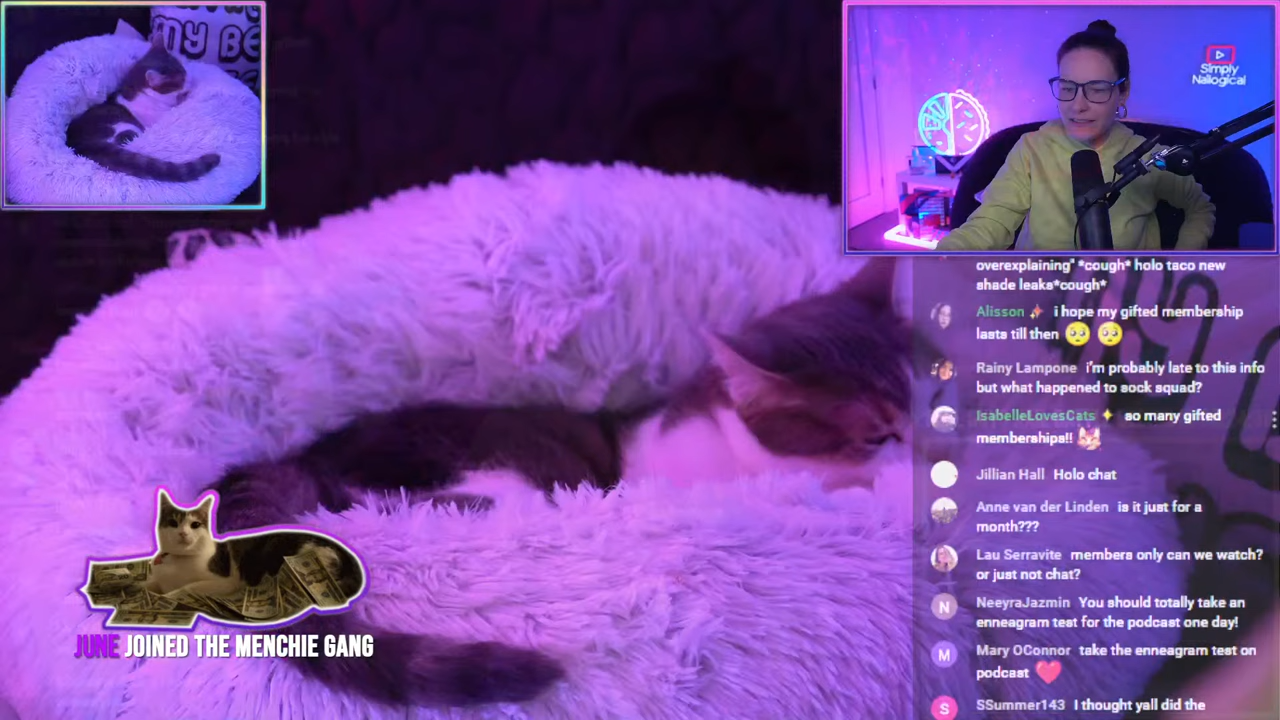 MY BE
Simply
Nailogical
overexplaining" *cough* holo taco new
shade leaks*cough*
Alisson i hope my gifted membership
lasts till then
Rainy Lampone i'm probably late to this info
but what happened to sock squad?
IsabelleLovesCats so many gifted
memberships!!
Jillian Hall Holo chat
Anne van der Linden is it just for a
month???
Lau Serravite members only can we watch?
or just not chat?
N NeeyraJazmin You should totally take an
enneagram test for the podcast one day!
M Mary OConnor take the enneagram test on
podcast
S SSummer143 I thought yall did the
JUNE JOINED THE MENCHIE GANG